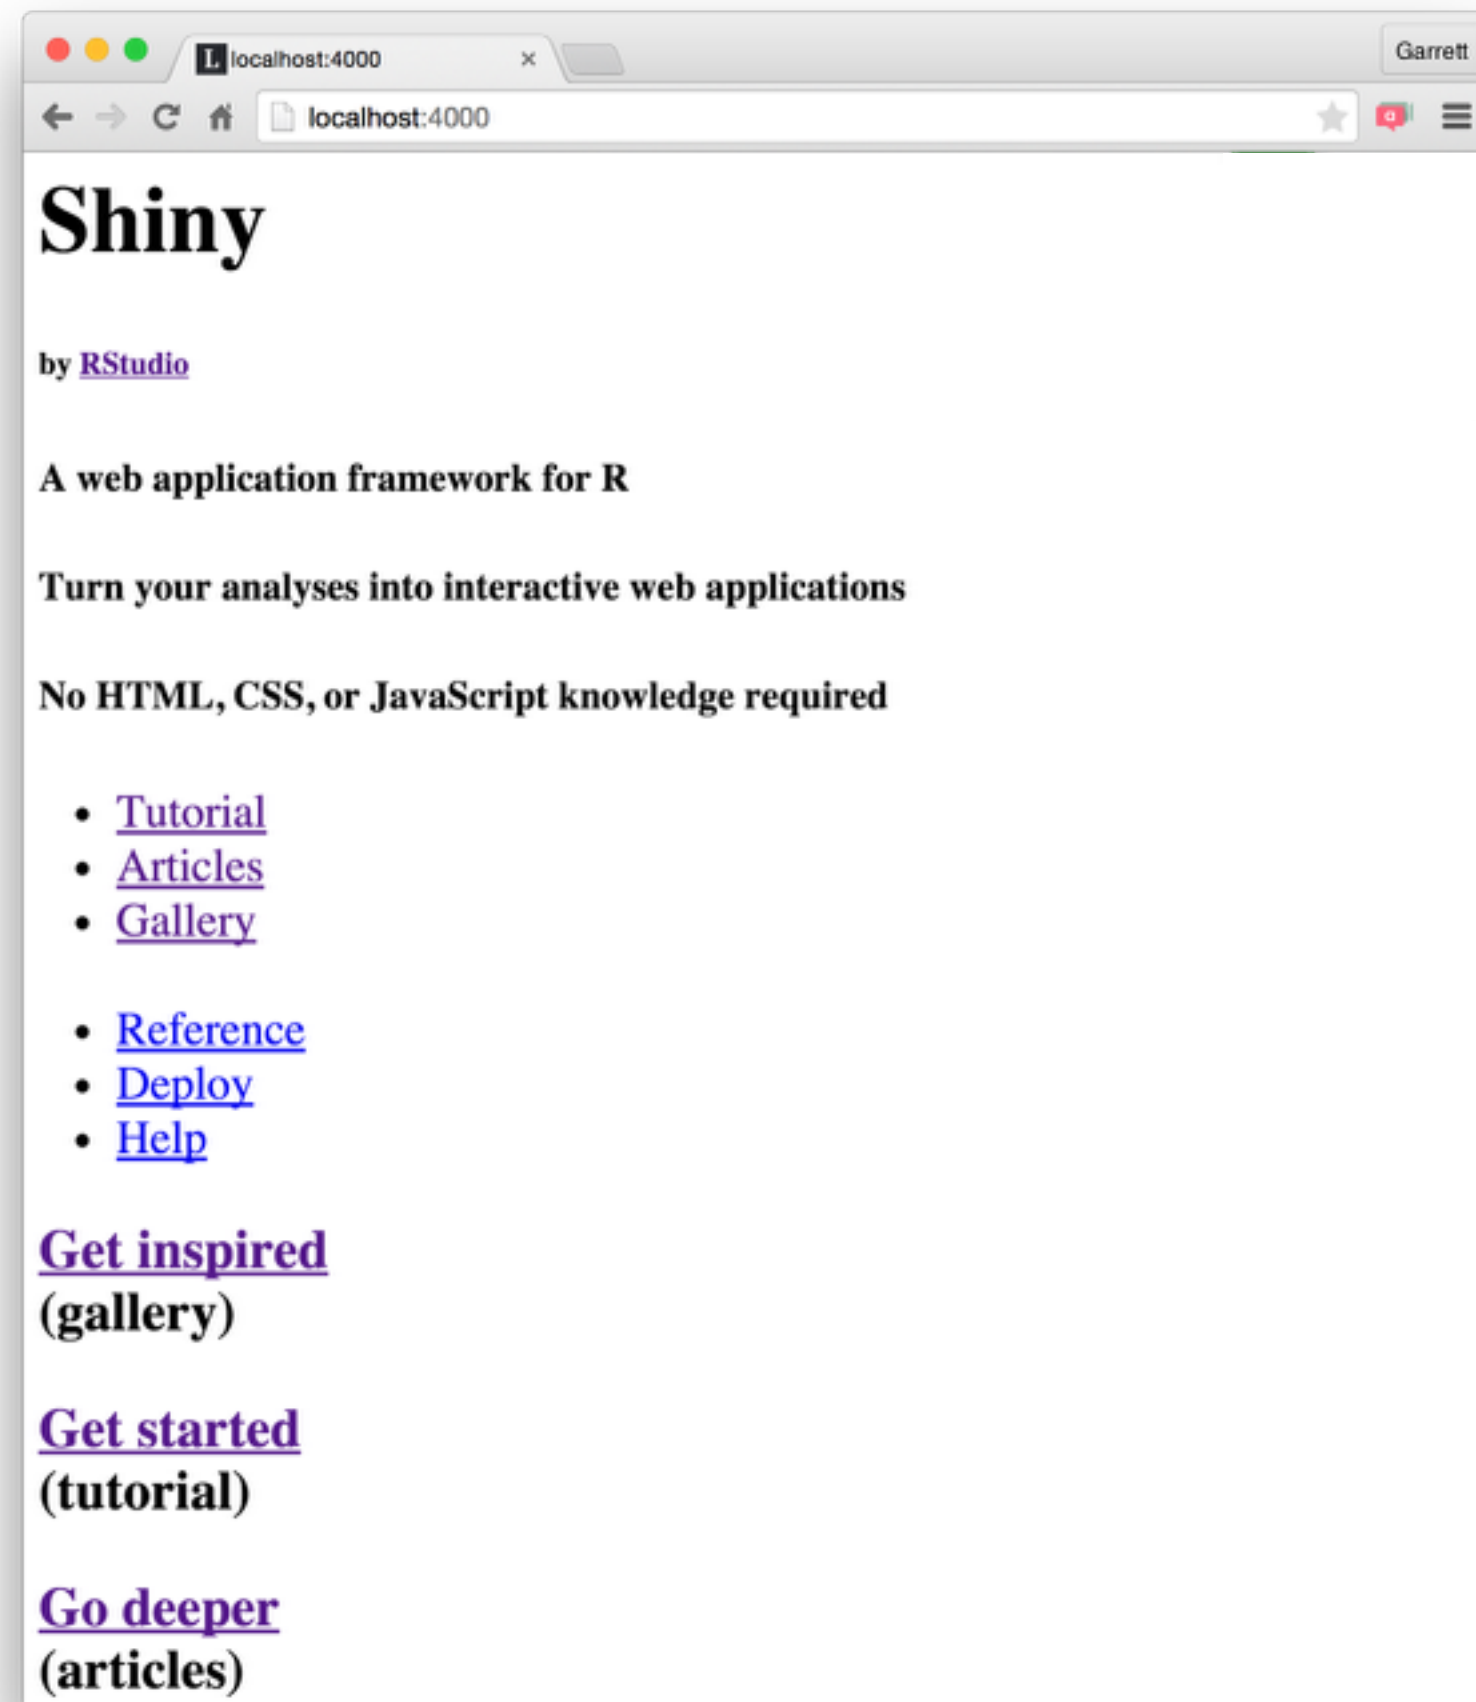 L localhost:4000
Garrett
localhost:4000
a
Shiny
by RStudio
A web application framework for R
Turn your analyses into interactive web applications
No HTML, CSS, or JavaScript knowledge required
Tutorial
Articles
Gallery
Reference
Deploy
Help
Get inspired
(gallery)
Get started
(tutorial)
Go deeper
(articles)